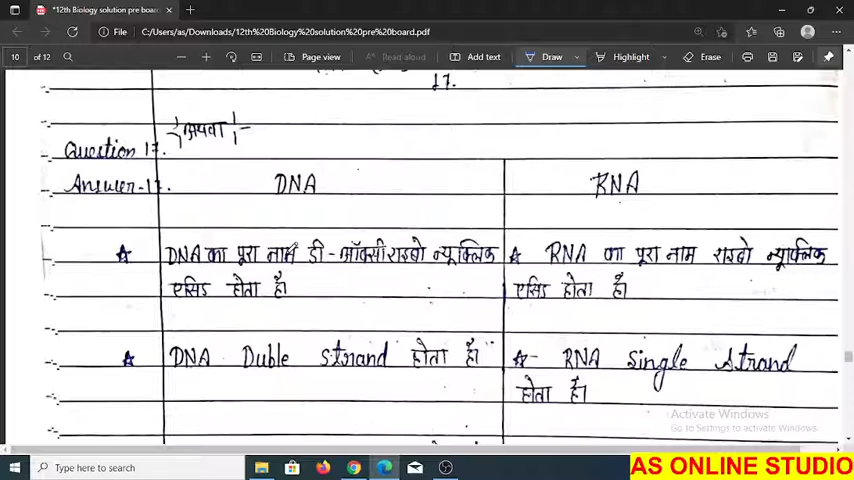 *12th Biology solution pre boar
File C:/Users/as/Downloads/12th%20Biology%20solution%20pre%20board.pdf
10 of 12 Page view Read aloud Add text Draw Highlight Erase
17.
अथवा
Question 17.
Answer-17. DNA RNA
DNA का पूरा नाम डी-ऑक्सीराइबो न्यूक्लिक RNA का पूरा नाम राइबो न्यूक्लिक
एसिड होता है। एसिड होता है।
DNA Duble strand होता है। RNA single strand
होता है।
Activate Windows
Go to Settings to activate Windows.
Type here to search
AS ONLINE STUDIO